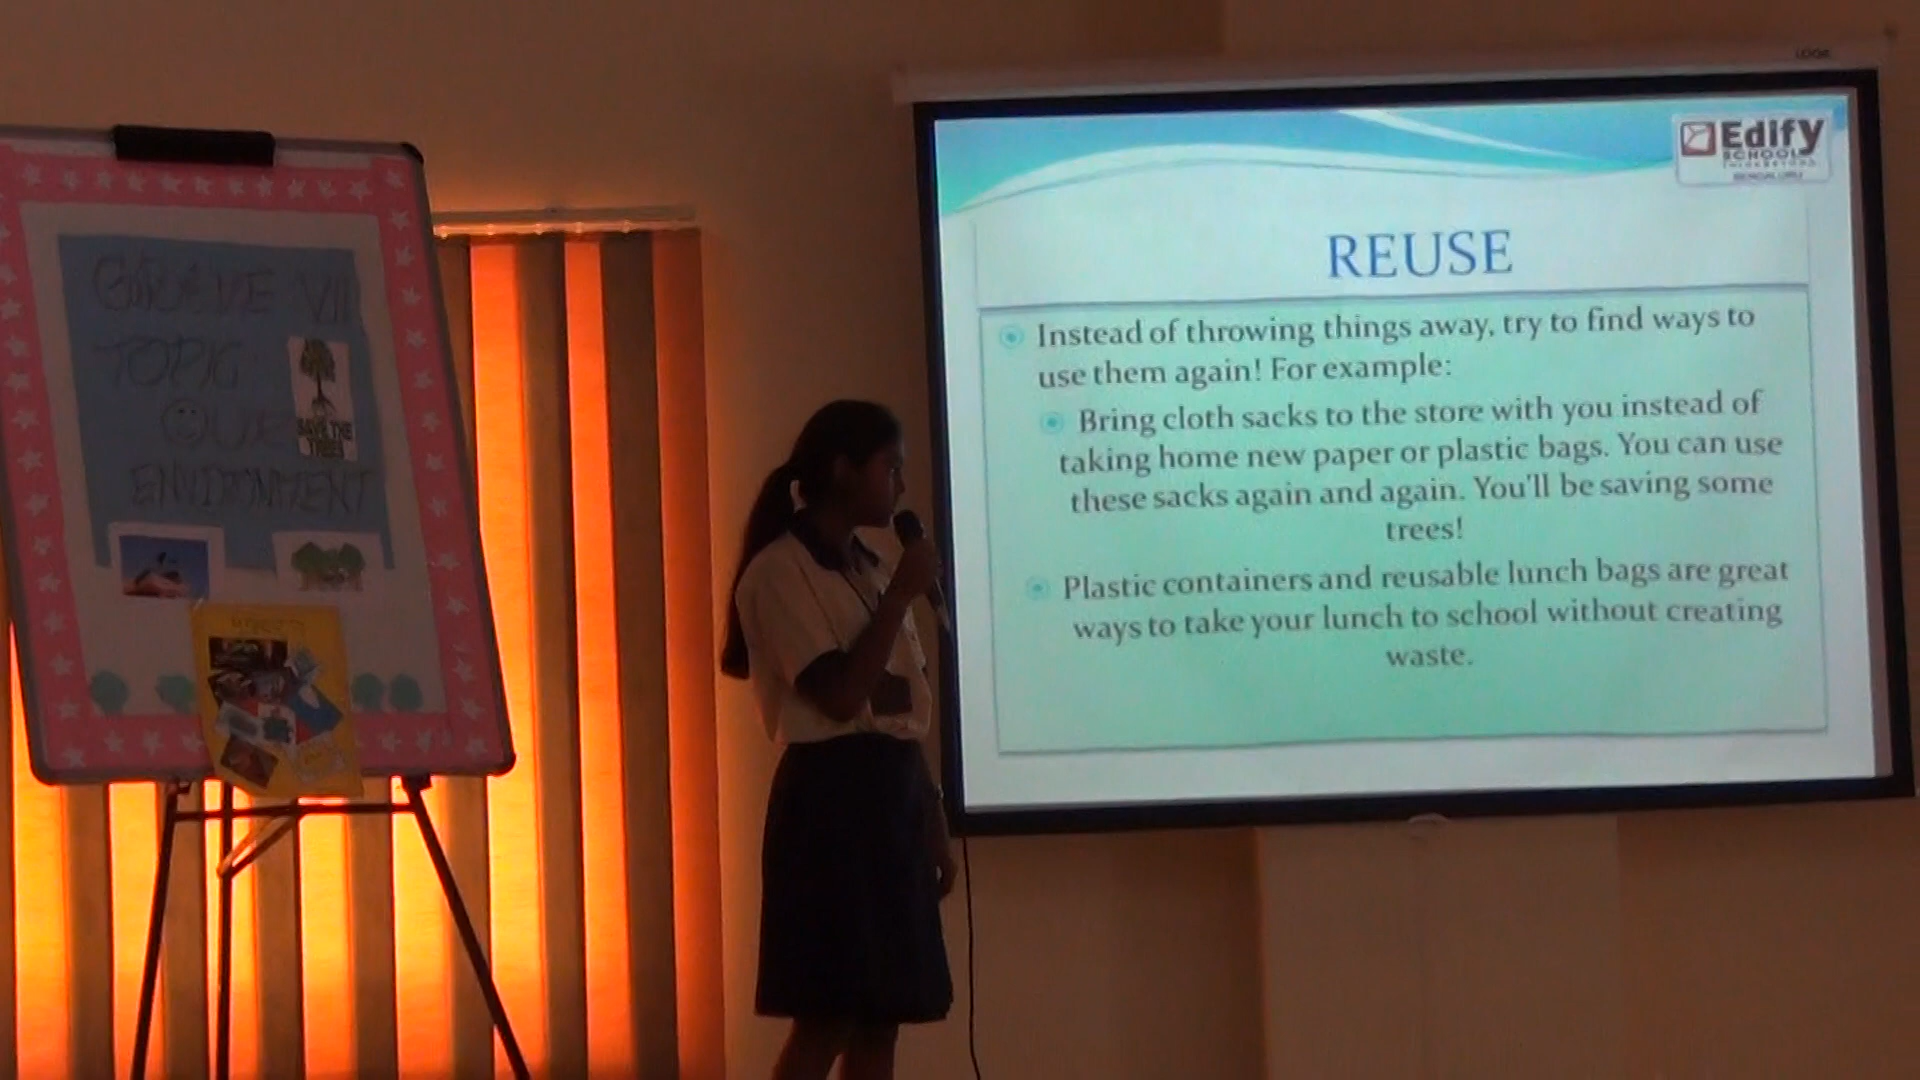 VII
TOPIC
OUR
ENVIRONMENT
SAVE THE
TREES
Edify
SCHOOL
BENGALURU
REUSE
Instead of throwing things away, try to find ways to
use them again! For example:
Bring cloth sacks to the store with you instead of
taking home new paper or plastic bags. You can use
these sacks again and again. You'll be saving some
trees!
Plastic containers and reusable lunch bags are great
ways to take your lunch to school without creating
waste.